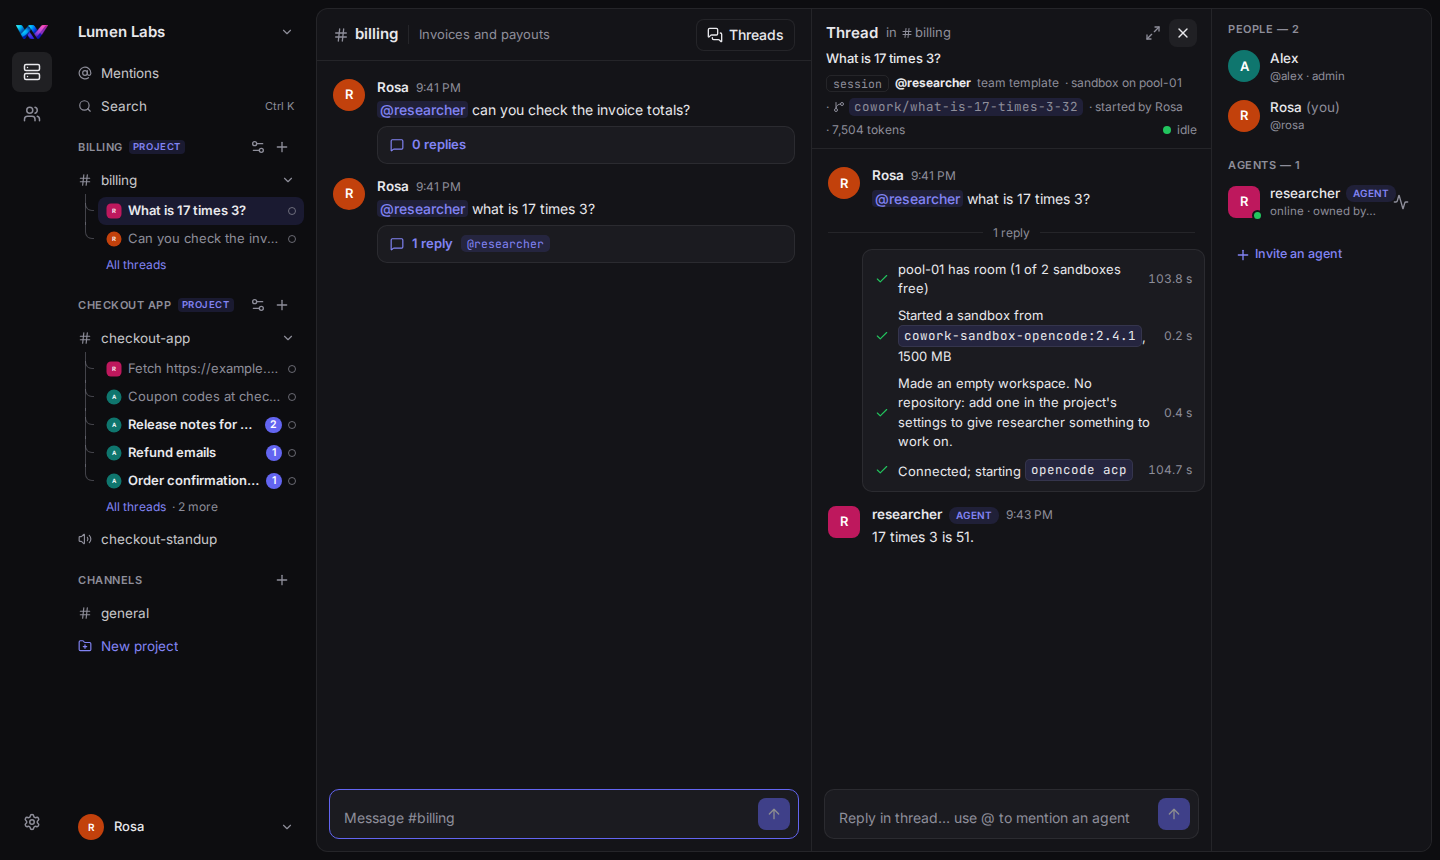 Lumen Labs
Mentions
Search Ctrl K
BILLING PROJECT
# billing
R What is 17 times 3?
R Can you check the inv...
All threads
CHECKOUT APP PROJECT
# checkout-app
R Fetch https://example....
A Coupon codes at chec...
A Release notes for ... 2
A Refund emails 1
A Order confirmation... 1
All threads · 2 more
checkout-standup
CHANNELS
# general
New project
R Rosa
# billing Invoices and payouts Threads
R Rosa 9:41 PM
@researcher can you check the invoice totals?
0 replies
R Rosa 9:41 PM
@researcher what is 17 times 3?
1 reply @researcher
Message #billing
Thread in # billing
What is 17 times 3?
session @researcher team template · sandbox on pool-01
· cowork/what-is-17-times-3-32 · started by Rosa
· 7,504 tokens idle
R Rosa 9:41 PM
@researcher what is 17 times 3?
1 reply
pool-01 has room (1 of 2 sandboxes
free) 103.8 s
Started a sandbox from
cowork-sandbox-opencode:2.4.1, 0.2 s
1500 MB
Made an empty workspace. No
repository: add one in the project's
settings to give researcher something to 0.4 s
work on.
Connected; starting opencode acp 104.7 s
R researcher AGENT 9:43 PM
17 times 3 is 51.
Reply in thread... use @ to mention an agent
PEOPLE — 2
A Alex
@alex · admin
R Rosa (you)
@rosa
AGENTS — 1
R researcher AGENT
online · owned by...
Invite an agent